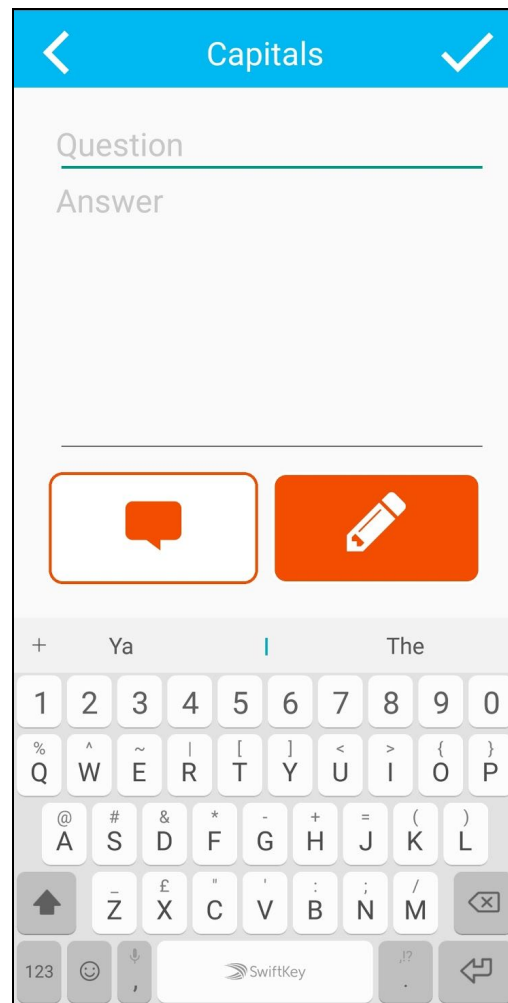 Capitals
Question
Answer
+ Ya I The
1 2 3 4 5 6 7 8 9 0
% ^ ~ | [ ] < > { }
Q W E R T Y U I O P
@ # & * - + = ( )
A S D F G H J K L
_ £ " ' : ; /
Z X C V B N M
123 , SwiftKey ,!? .